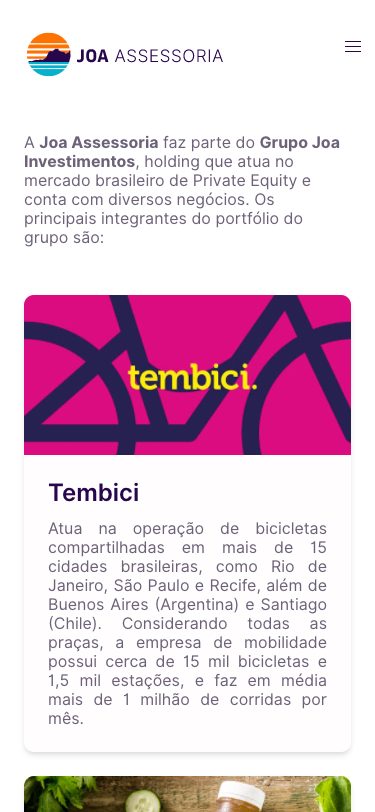 JOA ASSESSORIA
A Joa Assessoria faz parte do Grupo Joa
Investimentos, holding que atua no
mercado brasileiro de Private Equity e
conta com diversos negócios. Os
principais integrantes do portfólio do
grupo são:
tembici.
Tembici
Atua na operação de bicicletas
compartilhadas em mais de 15
cidades brasileiras, como Rio de
Janeiro, São Paulo e Recife, além de
Buenos Aires (Argentina) e Santiago
(Chile). Considerando todas as
praças, a empresa de mobilidade
possui cerca de 15 mil bicicletas e
1,5 mil estações, e faz em média
mais de 1 milhão de corridas por
mês.